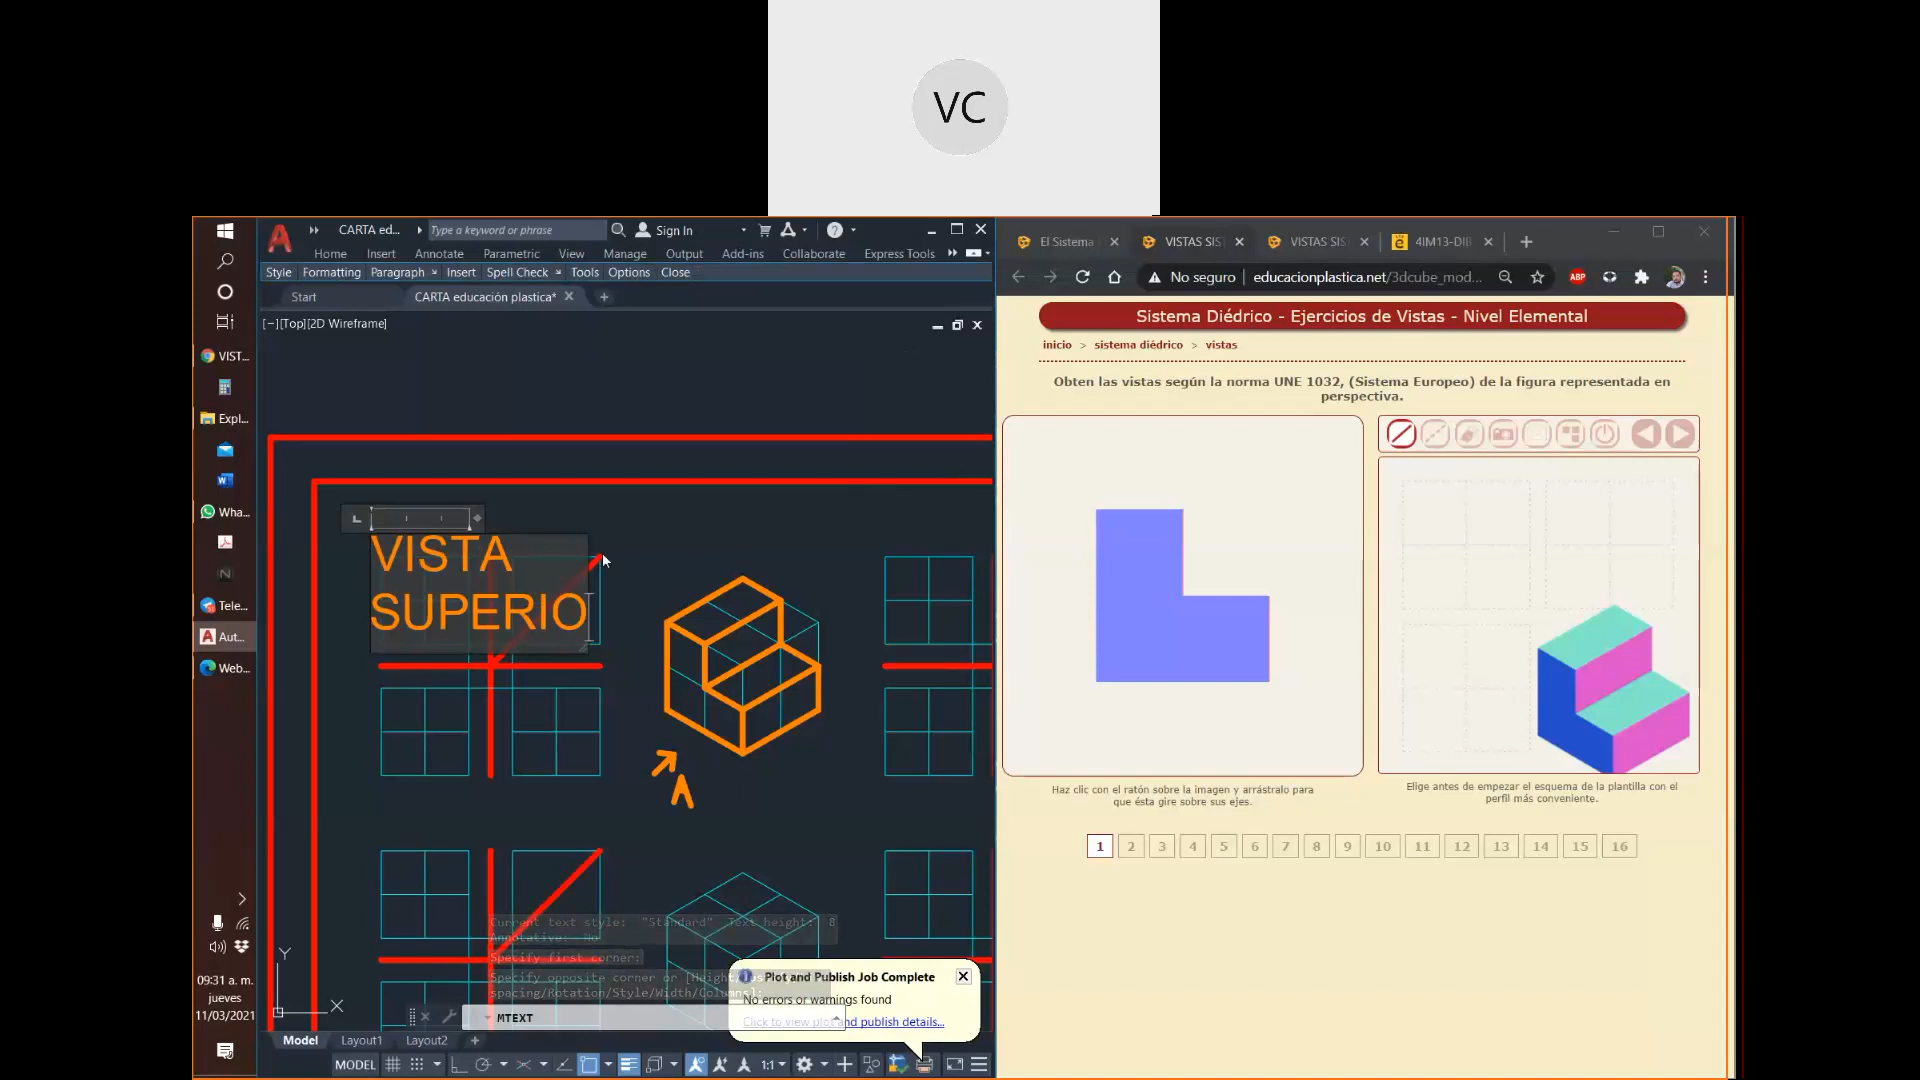 VC
CARTA ed...
Type a keyword or phrase
Sign In
Home Insert Annotate Parametric View Manage Output Add-ins Collaborate Express Tools
Style Formatting Paragraph Insert Spell Check Tools Options Close
Start
CARTA educación plastica*
[−][Top][2D Wireframe]
VIST...
Expl...
Wha...
Tele...
Aut...
Web...
09:31 a. m.
jueves
11/03/2021
VISTA
SUPERIO
A
Y
X
Current text style: "Standard" Text height: 8
Annotative: No
Specify first corner:
Specify opposite corner or [Height/
spacing/Rotation/Style/Width/Columns]:
MTEXT
Plot and Publish Job Complete
No errors or warnings found
Click to view plot and publish details...
Model Layout1 Layout2
MODEL
1:1
El Sistema
VISTAS SIS
VISTAS SIS
4IM13-DIB
No seguro
educacionplastica.net/3dcube_mod...
ABP
Sistema Diédrico - Ejercicios de Vistas - Nivel Elemental
inicio > sistema diédrico > vistas
Obten las vistas según la norma UNE 1032, (Sistema Europeo) de la figura representada en
perspectiva.
Haz clic con el ratón sobre la imagen y arrástralo para
que ésta gire sobre sus ejes.
Elige antes de empezar el esquema de la plantilla con el
perfil más conveniente.
1 2 3 4 5 6 7 8 9 10 11 12 13 14 15 16